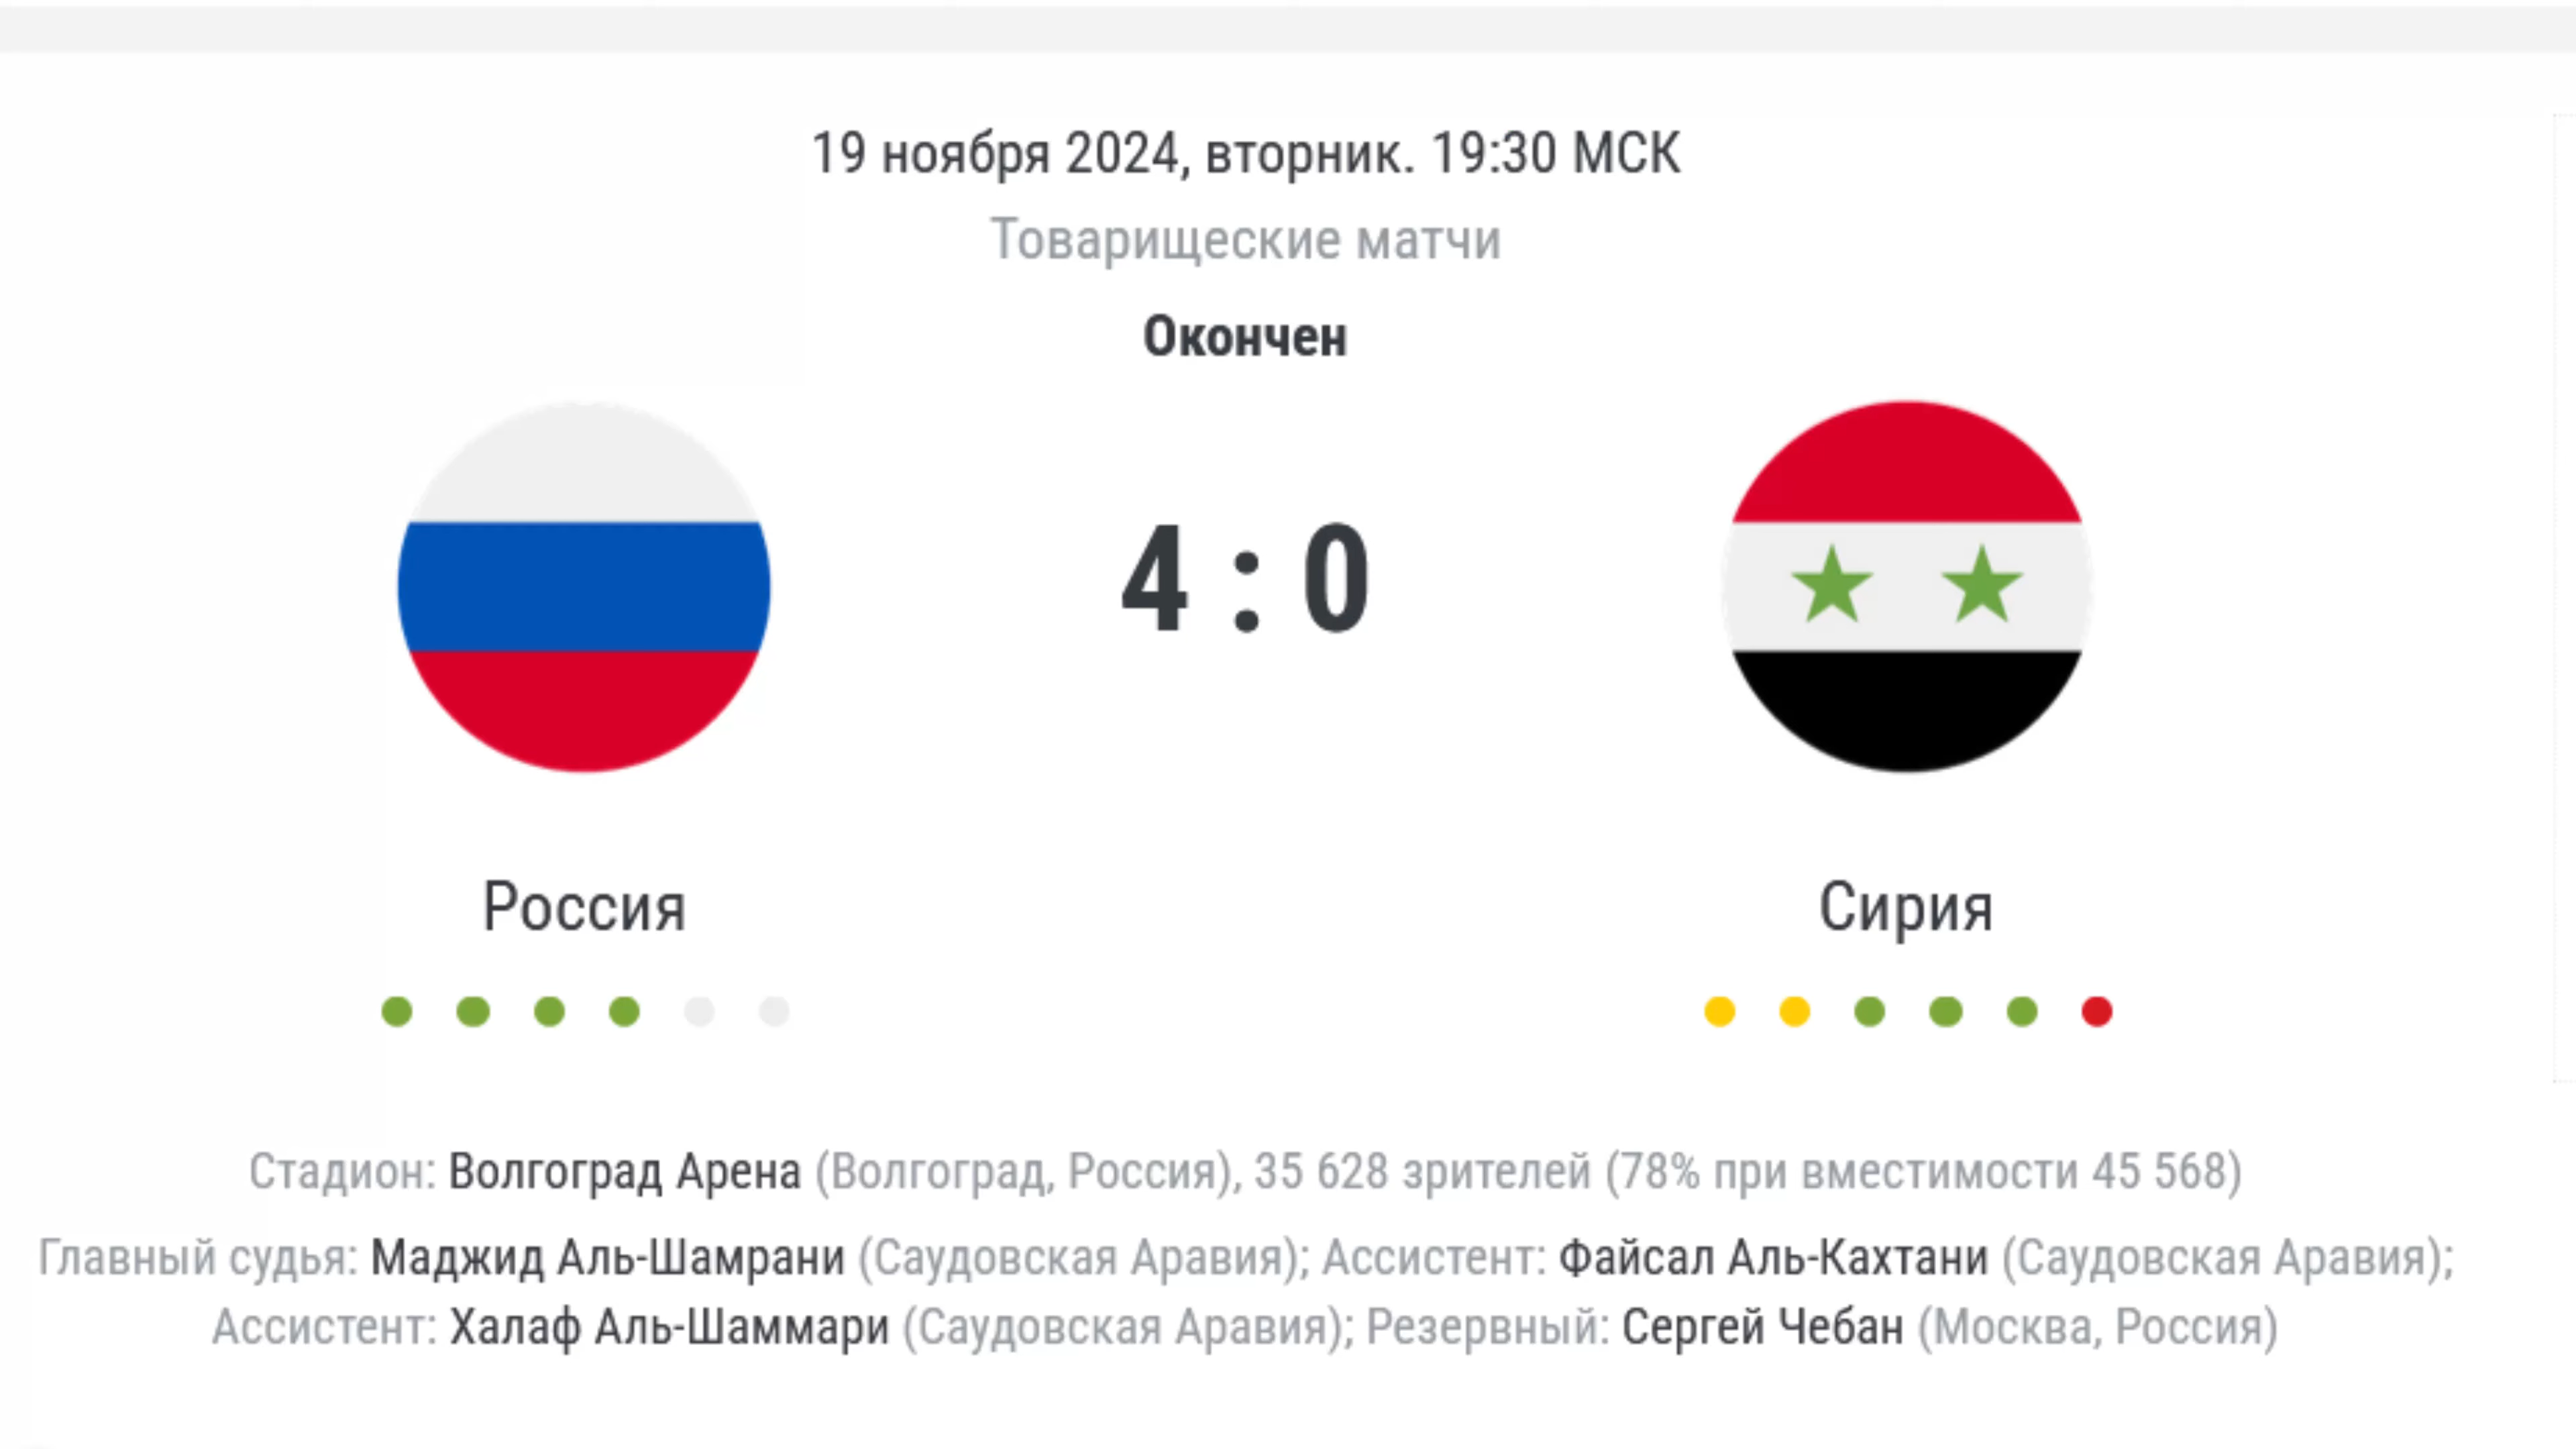 19 ноября 2024, вторник. 19:30 МСК
Товарищеские матчи
Окончен
4 : 0
Россия
Сирия
Стадион: Волгоград Арена (Волгоград, Россия), 35 628 зрителей (78% при вместимости 45 568)
Главный судья: Маджид Аль-Шамрани (Саудовская Аравия); Ассистент: Файсал Аль-Кахтани (Саудовская Аравия);
Ассистент: Халаф Аль-Шаммари (Саудовская Аравия); Резервный: Сергей Чебан (Москва, Россия)